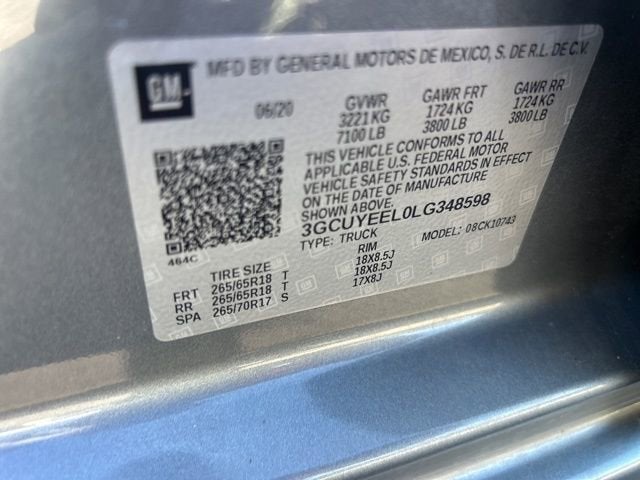 GM
MFD BY GENERAL MOTORS DE MEXICO, S. DE R.L. DE C.V.
06/20 GVWR GAWR FRT GAWR RR
3221 KG 1724 KG 1724 KG
7100 LB 3800 LB 3800 LB
THIS VEHICLE CONFORMS TO ALL
APPLICABLE U.S. FEDERAL MOTOR
VEHICLE SAFETY STANDARDS IN EFFECT
ON THE DATE OF MANUFACTURE
SHOWN ABOVE.
3GCUYEEL0LG348598
TYPE: TRUCK MODEL: 08CK10743
464C
TIRE SIZE RIM
FRT 265/65R18 T 18X8.5J
RR 265/65R18 T 18X8.5J
SPA 265/70R17 S 17X8J